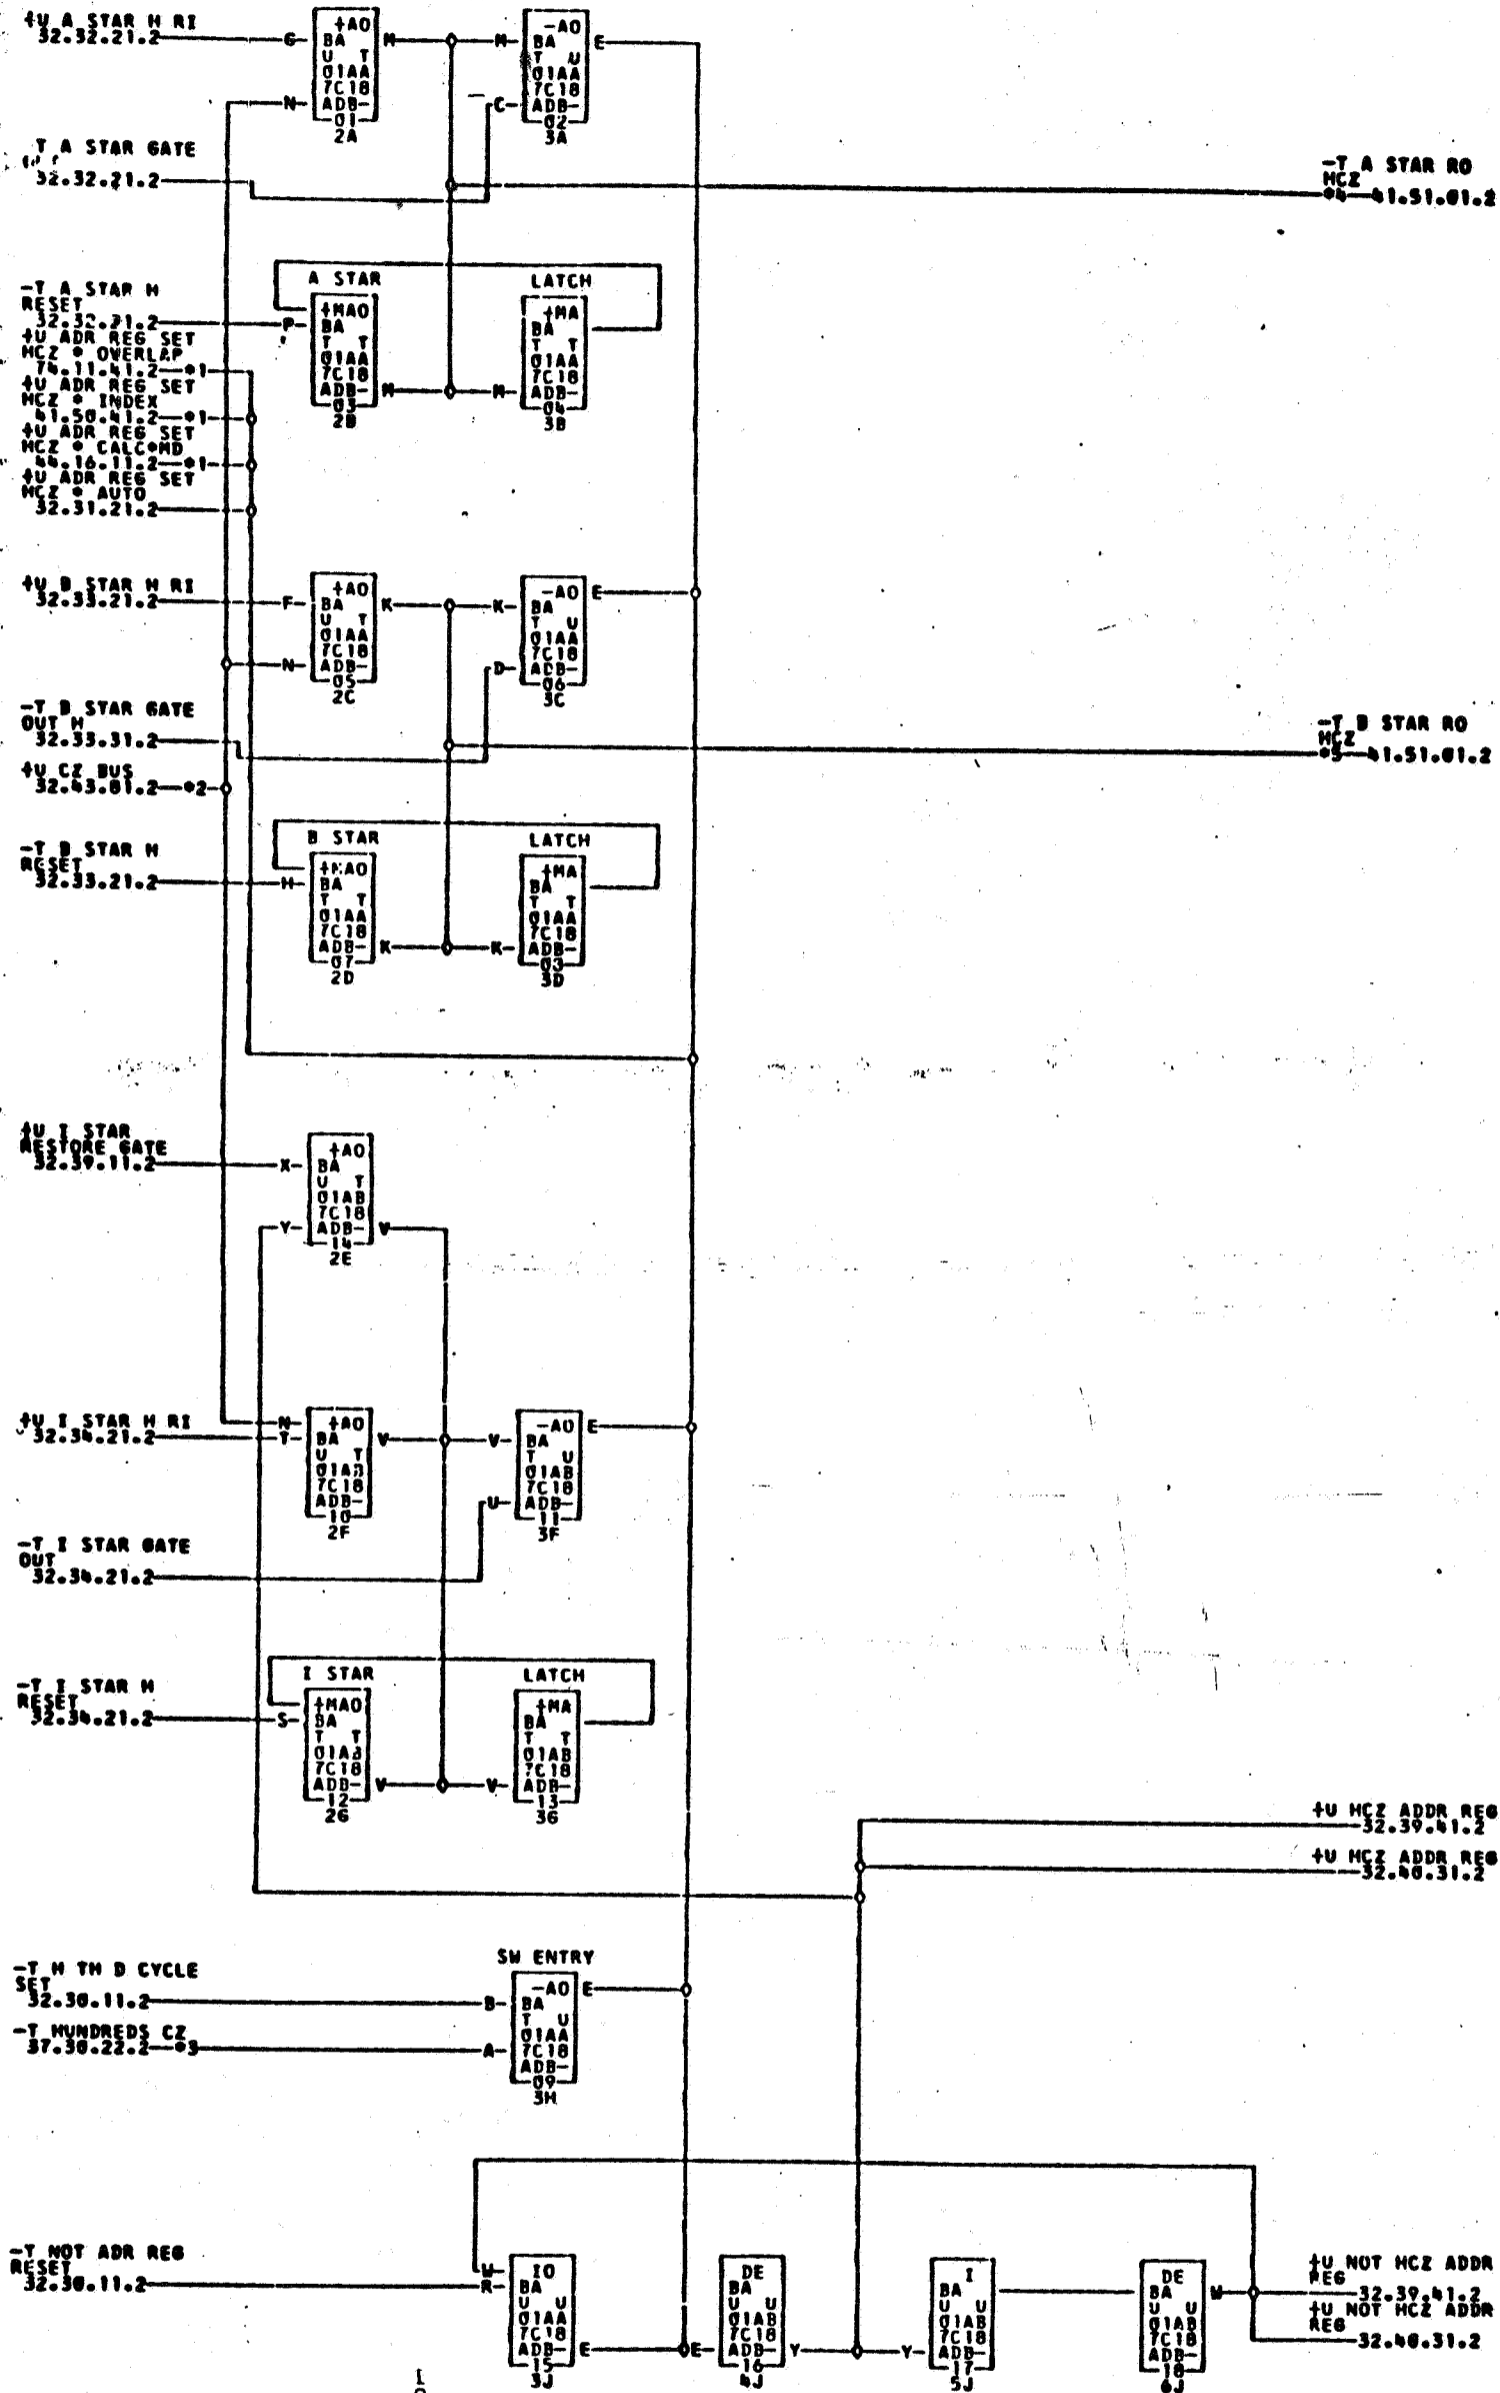 +U A STAR H RI
32.32.21.2
T A STAR GATE
32.32.21.2
-T A STAR H
RESET
32.32.21.2
+U ADR REG SET
HCZ * OVERLAP
74.11.41.2—*1
+U ADR REG SET
HCZ * INDEX
41.50.41.2—*1
+U ADR REG SET
HCZ * CALC*MD
44.16.11.2—*1
+U ADR REG SET
HCZ * AUTO
32.31.21.2
+U B STAR H RI
32.33.21.2
-T B STAR GATE
OUT H
32.33.31.2
+U CZ BUS
32.43.01.2—*2
-T B STAR H
RESET
32.33.21.2
+U I STAR
RESTORE GATE
32.39.11.2
+U I STAR H RI
32.34.21.2
-T I STAR GATE
OUT
32.34.21.2
-T I STAR H
RESET
32.34.21.2
-T H TH D CYCLE
SET
32.30.11.2
-T HUNDREDS CZ
37.30.22.2—*3
-T NOT ADR REG
RESET
32.30.11.2
G
N
+AO
BA
U T
01AA
7C18
ADB-
01
2A
M
M
C
-AO
BA
T U
01AA
7C18
ADB-
02
3A
E
A STAR
P
+MAO
BA
T T
01AA
7C18
ADB-
03
2B
M
M
LATCH
+MA
BA
T T
01AA
7C18
ADB-
04
3B
F
N
+AO
BA
U T
01AA
7C18
ADB-
05
2C
K
K
D
-AO
BA
T U
01AA
7C18
ADB-
06
3C
E
B STAR
H
+MAO
BA
T T
01AA
7C18
ADB-
07
2D
K
K
LATCH
+MA
BA
T T
01AA
7C18
ADB-
3D
X
Y
+AO
BA
U T
01AB
7C18
ADB-
14
2E
V
N
T
+AO
BA
U T
01AB
7C18
ADB-
10
2F
V
V
U
-AO
BA
T U
01AB
7C18
ADB-
11
3F
E
I STAR
S
+MAO
BA
T T
01AB
7C18
ADB-
12
2G
V
V
LATCH
+MA
BA
T T
01AB
7C18
ADB-
13
3G
SW ENTRY
B
A
-AO
BA
T U
01AA
7C18
ADB-
09
3H
E
W
R
IO
BA
U U
01AA
7C18
ADB-
15
3J
E
E
DE
BA
U U
01AB
7C18
ADB-
16
4J
Y
Y
I
BA
U U
01AB
7C18
ADB-
17
5J
DE
BA
U U
01AB
7C18
ADB-
18
6J
W
-T A STAR RO
HCZ
*4—41.51.01.2
-T B STAR RO
HCZ
*5—41.51.01.2
+U HCZ ADDR REG
32.39.41.2
+U HCZ ADDR REG
32.40.31.2
+U NOT HCZ ADDR
REG
32.39.41.2
+U NOT HCZ ADDR
REG
32.40.31.2